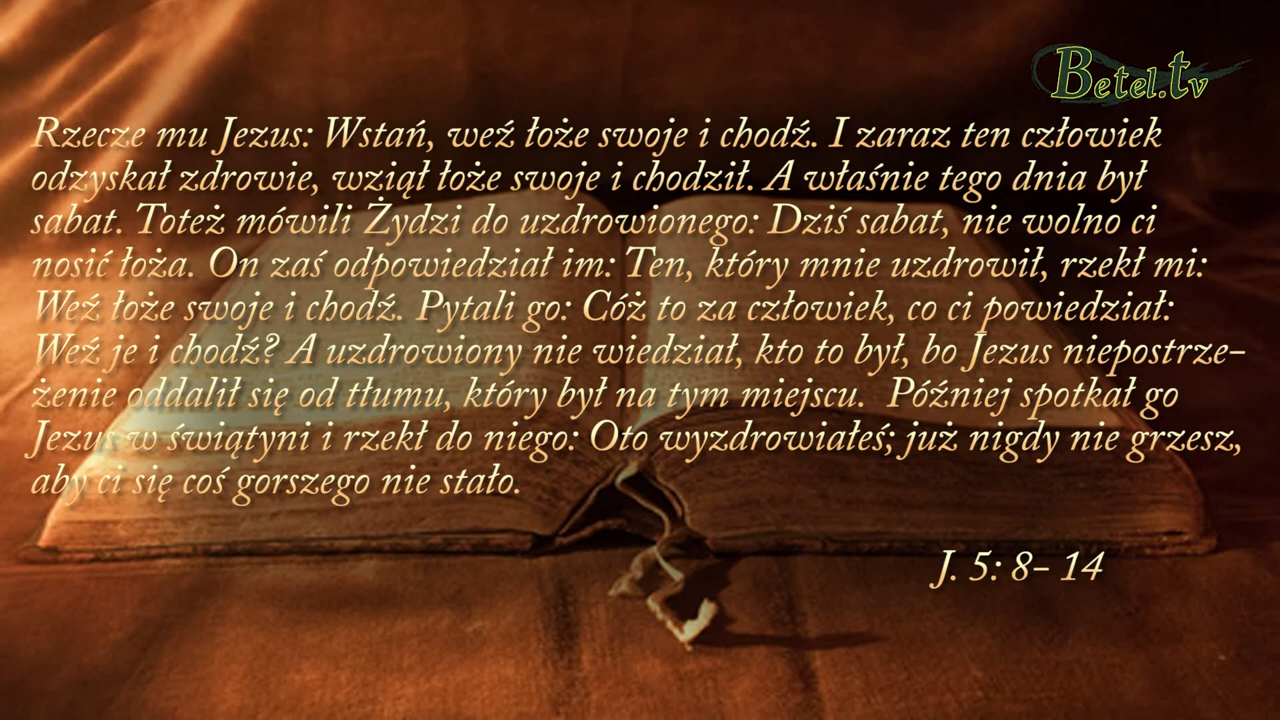 Betel.tv
Rzecze mu Jezus: Wstań, weź łoże swoje i chodź. I zaraz ten człowiek
odzyskał zdrowie, wziął łoże swoje i chodził. A właśnie tego dnia był
sabat. Toteż mówili Żydzi do uzdrowionego: Dziś sabat, nie wolno ci
nosić łoża. On zaś odpowiedział im: Ten, który mnie uzdrowił, rzekł mi:
Weź łoże swoje i chodź. Pytali go: Cóż to za człowiek, co ci powiedział:
Weź je i chodź? A uzdrowiony nie wiedział, kto to był, bo Jezus niepostrze-
żenie oddalił się od tłumu, który był na tym miejscu. Później spotkał go
Jezus w świątyni i rzekł do niego: Oto wyzdrowiałeś; już nigdy nie grzesz,
aby ci się coś gorszego nie stało.
J. 5: 8- 14